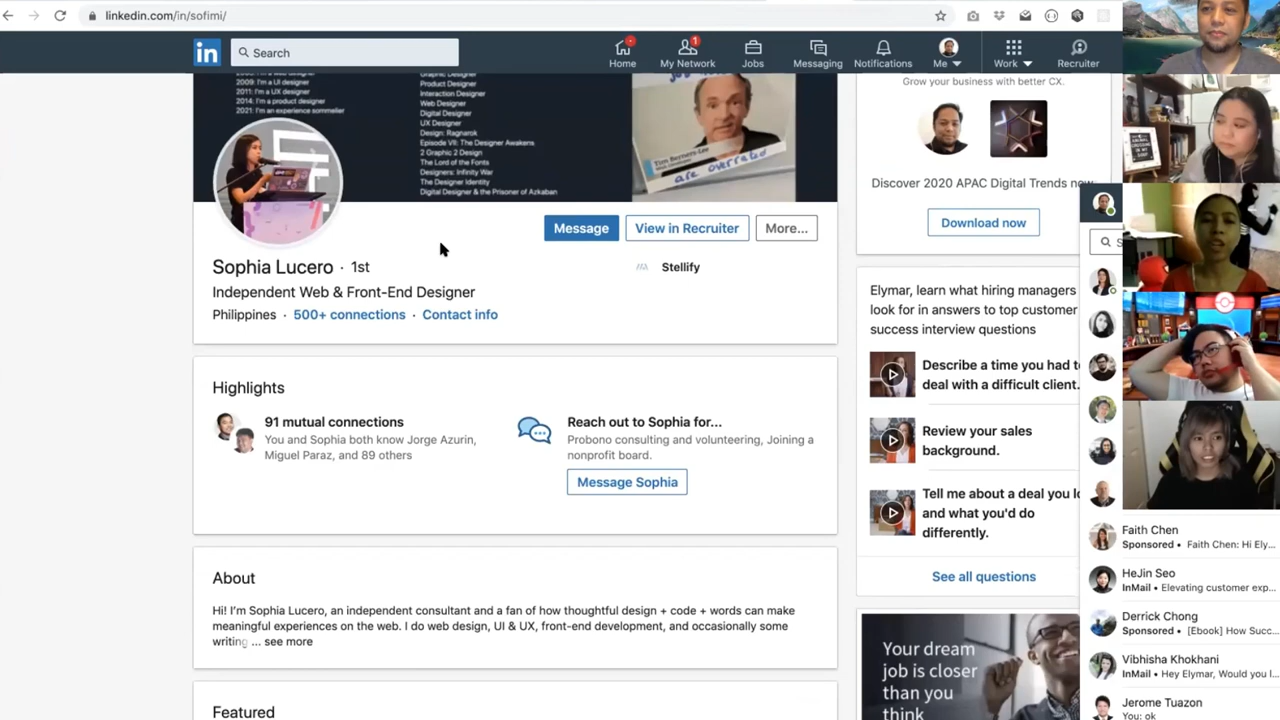 linkedin.com/in/sofimi/
in
Search
Home
1
My Network
Jobs
Messaging
Notifications
Me
Work
Recruiter
2009: I'm a UI designer
2011: I'm a UX designer
2014: I'm a product designer
2021: I'm an experience sommelier
Graphic Designer
Product Designer
Interaction Designer
Web Designer
Digital Designer
UX Designer
Design: Ragnarok
Episode VII: The Designer Awakens
2 Graphic 2 Design
The Lord of the Fonts
Designers: Infinity War
The Designer Identity
Digital Designer & the Prisoner of Azkaban
Tim Berners-Lee
are overrated
Message
View in Recruiter
More...
Sophia Lucero · 1st
Stellify
Independent Web & Front-End Designer
Philippines · 500+ connections · Contact info
Highlights
91 mutual connections
You and Sophia both know Jorge Azurin,
Miguel Paraz, and 89 others
Reach out to Sophia for...
Probono consulting and volunteering, Joining a
nonprofit board.
Message Sophia
About
Hi! I'm Sophia Lucero, an independent consultant and a fan of how thoughtful design + code + words can make
meaningful experiences on the web. I do web design, UI & UX, front-end development, and occasionally some
writing ... see more
Featured
Grow your business with better CX.
Discover 2020 APAC Digital Trends now
Download now
Elymar, learn what hiring managers
look for in answers to top customer
success interview questions
Describe a time you had to
deal with a difficult client.
Review your sales
background.
Tell me about a deal you lo
and what you'd do
differently.
See all questions
Your dream
job is closer
than you
think
S
Faith Chen
Sponsored • Faith Chen: Hi Ely...
HeJin Seo
InMail • Elevating customer exp...
Derrick Chong
Sponsored • [Ebook] How Succ...
Vibhisha Khokhani
InMail • Hey Elymar, Would you l...
Jerome Tuazon
You: ok